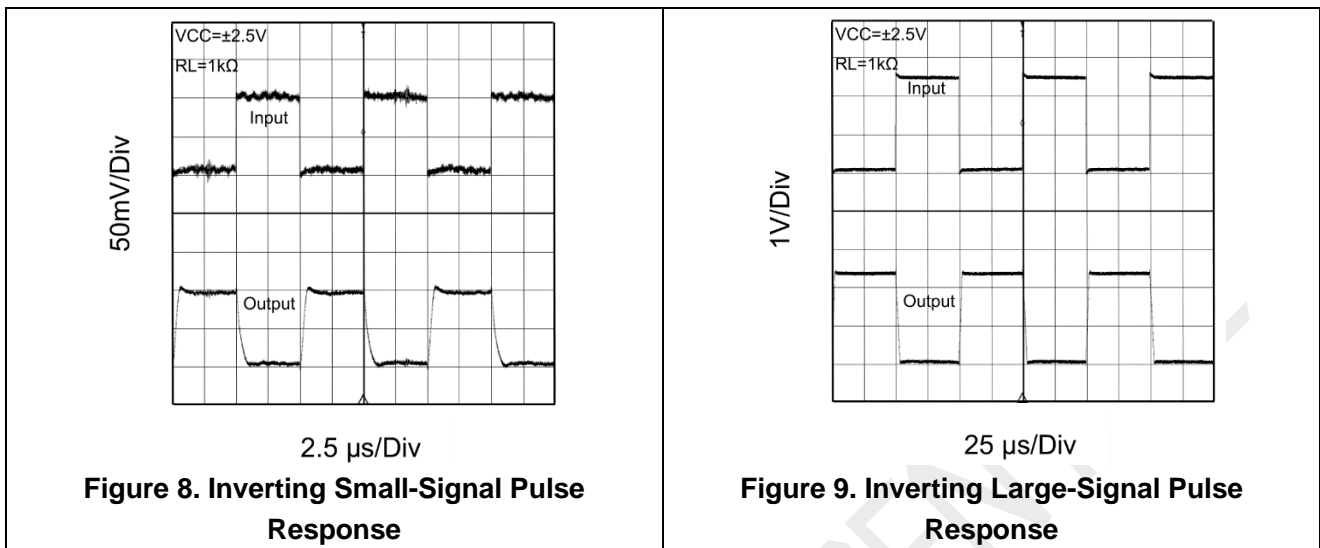 VCC=±2.5V
RL=1kΩ
Input
Output
50mV/Div
2.5 µs/Div
Figure 8. Inverting Small-Signal Pulse
Response
VCC=±2.5V
RL=1kΩ
Input
Output
1V/Div
25 µs/Div
Figure 9. Inverting Large-Signal Pulse
Response